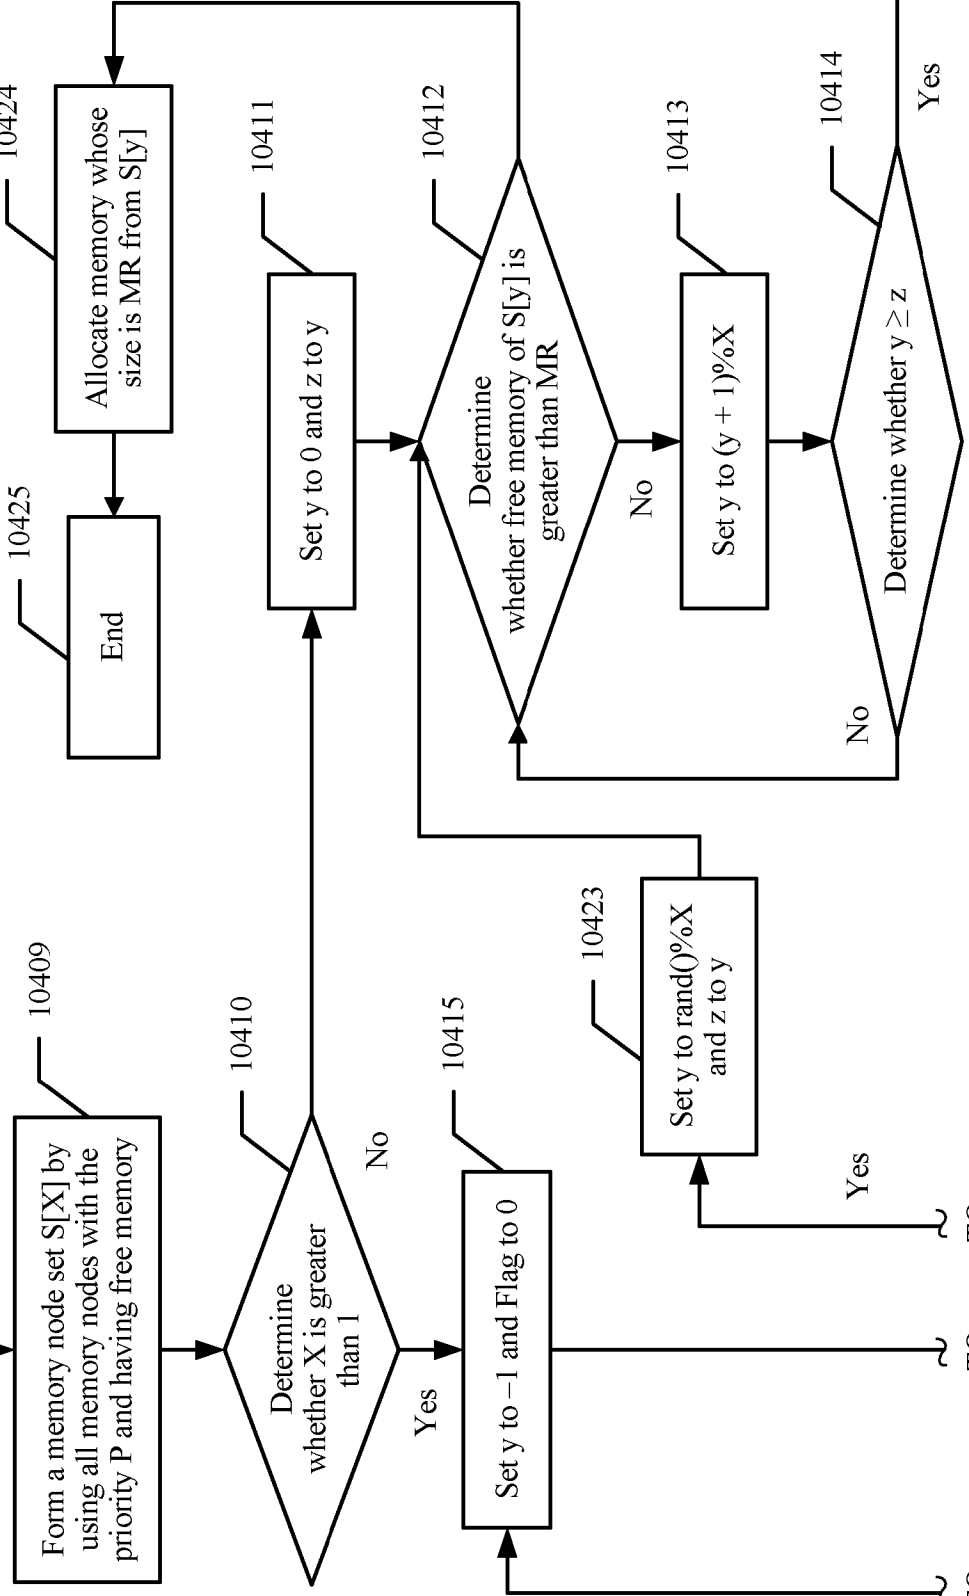 10409
Form a memory node set S[X] by
using all memory nodes with the
priority P and having free memory
10410
Determine
whether X is greater
than 1
No
Yes
10415
Set y to −1 and Flag to 0
10424
Allocate memory whose
size is MR from S[y]
10425
End
10411
Set y to 0 and z to y
10412
Determine
whether free memory of S[y] is
greater than MR
No
10413
Set y to (y + 1)%X
10414
Determine whether y ≥ z
Yes
No
10423
Set y to rand()%X
and z to y
Yes